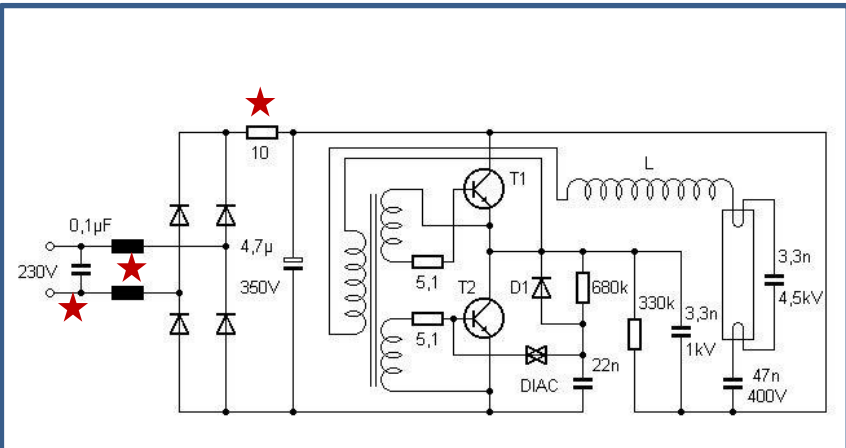 10
T1
L
0,1µF
4,7µ
230V
350V
5,1
T2
D1
680k
330k
3,3n
1kV
3,3n
4,5kV
5,1
22n
DIAC
47n
400V